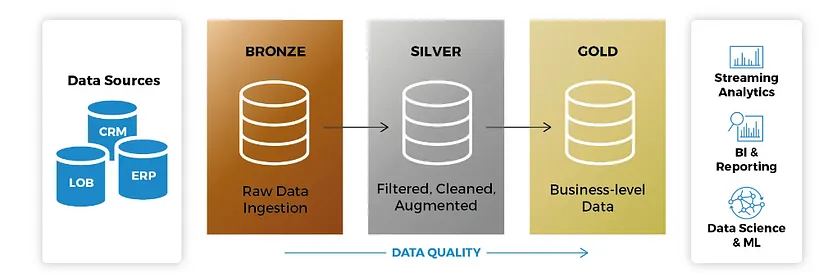 Data Sources
CRM
LOB
ERP
BRONZE
Raw Data
Ingestion
SILVER
Filtered, Cleaned,
Augmented
GOLD
Business-level
Data
DATA QUALITY
Streaming
Analytics
BI &
Reporting
Data Science
& ML